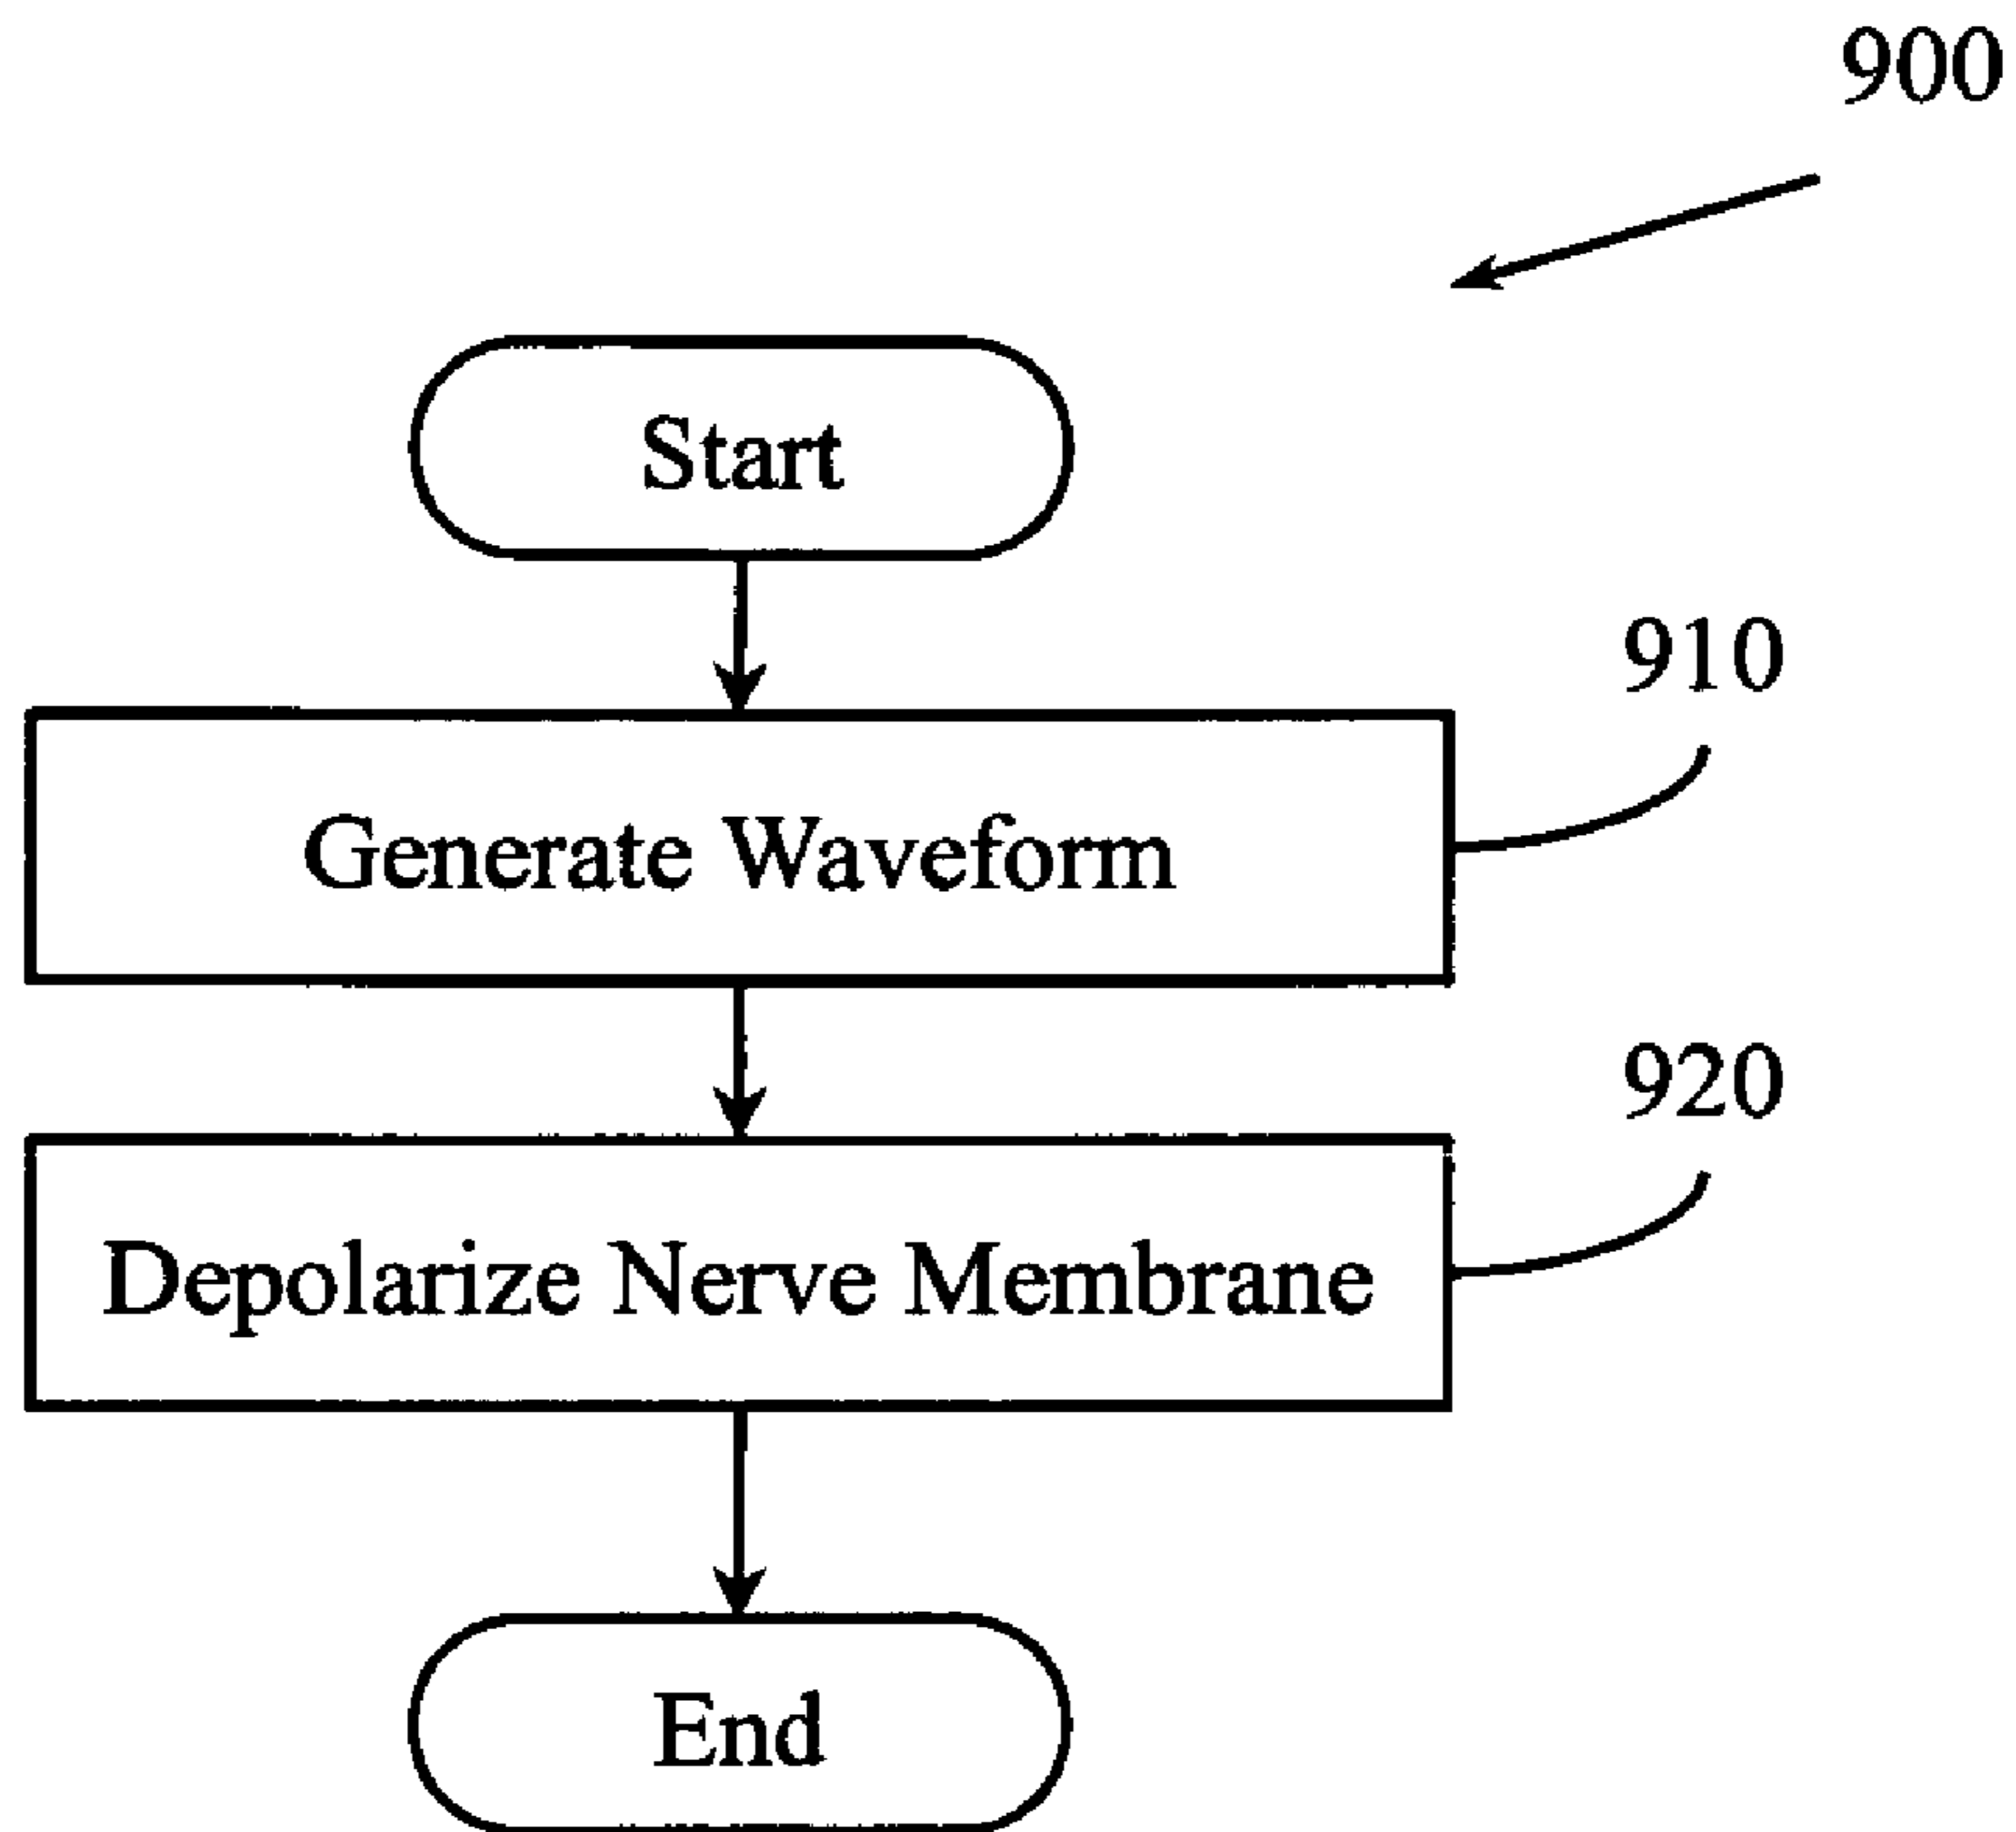 900
Start
910
Generate Waveform
920
Depolarize Nerve Membrane
End